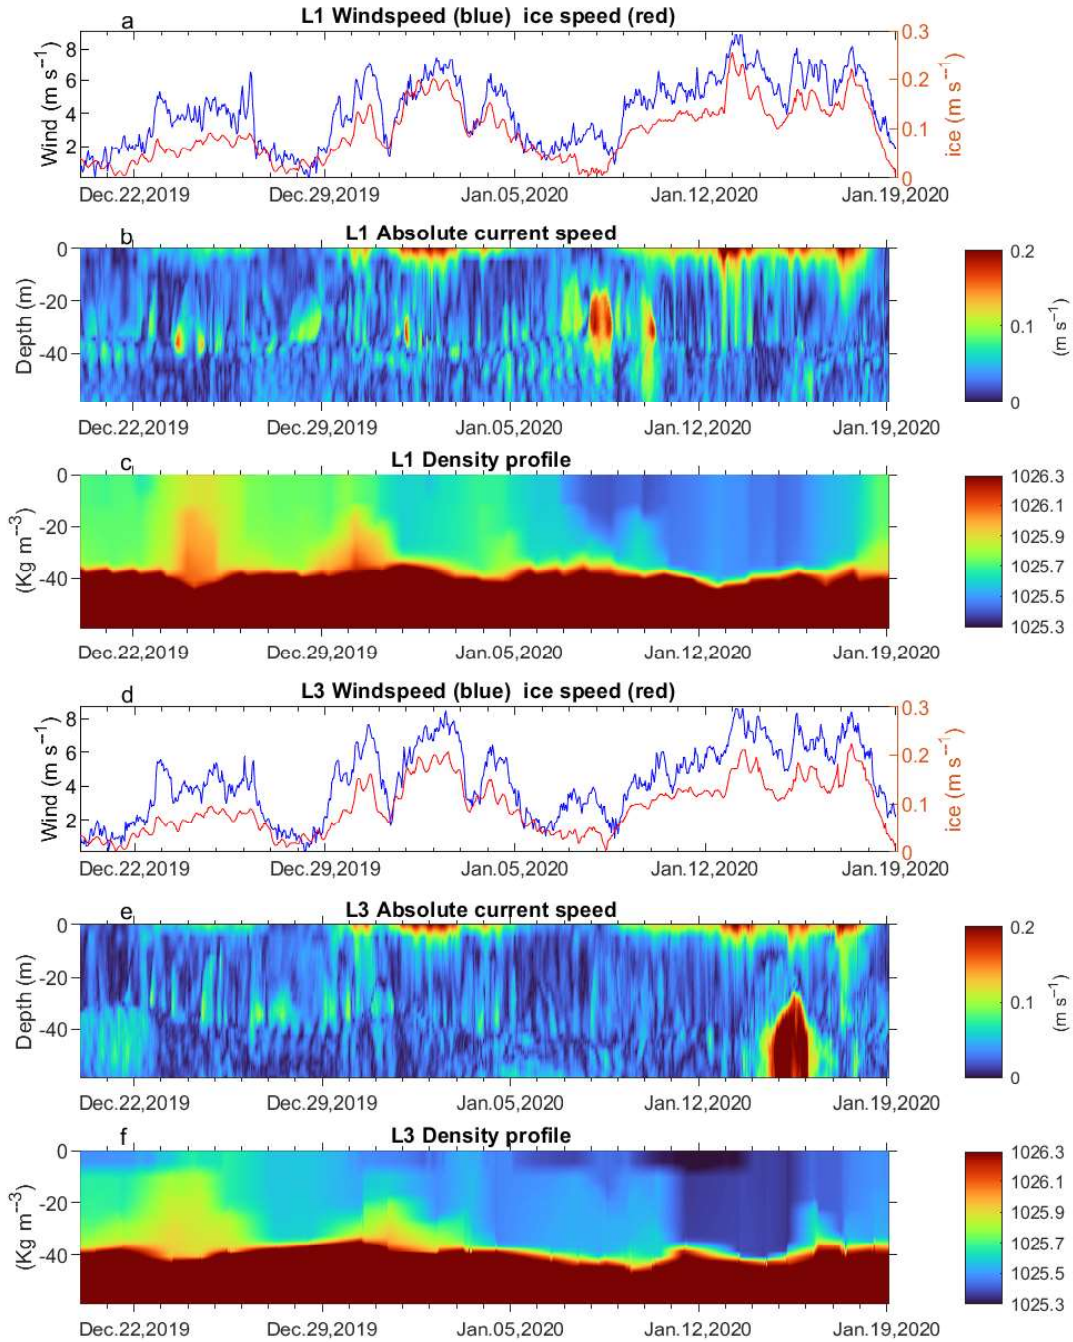 a
L1 Windspeed (blue) ice speed (red)
Wind (m s⁻¹)
8
6
4
2
0.3
0.2
0.1
0
ice (m s⁻¹)
Dec.22,2019 Dec.29,2019 Jan.05,2020 Jan.12,2020 Jan.19,2020
b
L1 Absolute current speed
Depth (m)
0
-20
-40
0.2
0.1
0
(m s⁻¹)
Dec.22,2019 Dec.29,2019 Jan.05,2020 Jan.12,2020 Jan.19,2020
c
L1 Density profile
(Kg m⁻³)
0
-20
-40
1026.3
1025.9
1025.7
1025.5
1025.3
Dec.22,2019 Dec.29,2019 Jan.05,2020 Jan.12,2020 Jan.19,2020
d
L3 Windspeed (blue) ice speed (red)
Wind (m s⁻¹)
8
6
4
2
0.3
0.2
0.1
0
ice (m s⁻¹)
Dec.22,2019 Dec.29,2019 Jan.05,2020 Jan.12,2020 Jan.19,2020
e
L3 Absolute current speed
Depth (m)
0
-20
-40
0.2
0.1
0
(m s⁻¹)
Dec.22,2019 Dec.29,2019 Jan.05,2020 Jan.12,2020 Jan.19,2020
f
L3 Density profile
(Kg m⁻³)
0
-20
-40
1026.3
1025.9
1025.7
1025.5
1025.3
Dec.22,2019 Dec.29,2019 Jan.05,2020 Jan.12,2020 Jan.19,2020